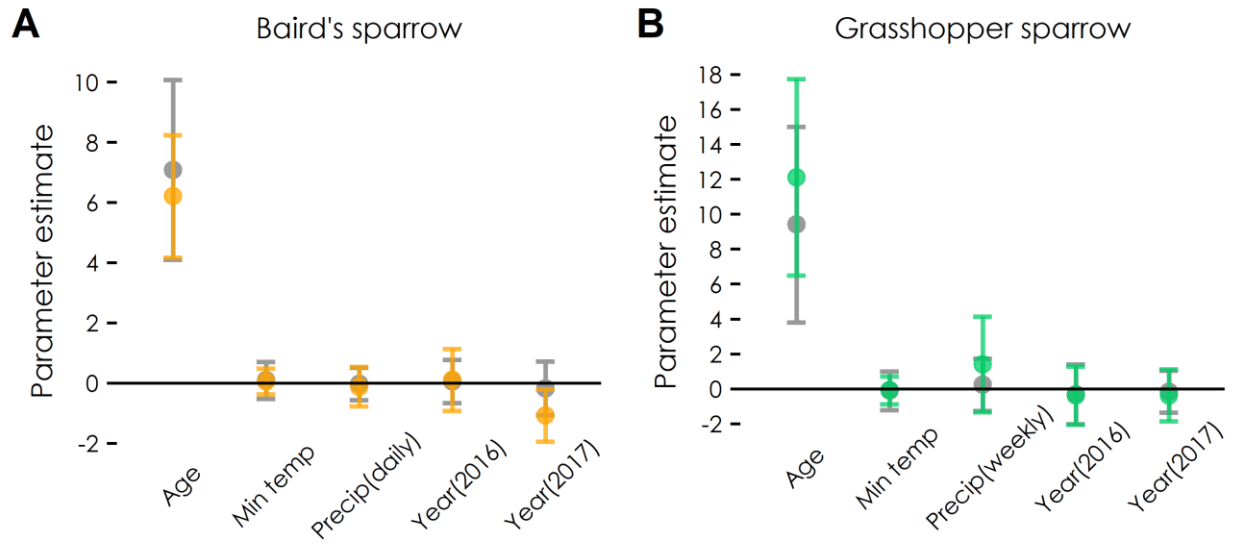 A
Baird's sparrow
Parameter estimate
10
8
6
4
2
0
-2
Age
Min temp
Precip(daily)
Year(2016)
Year(2017)
B
Grasshopper sparrow
Parameter estimate
18
16
14
12
10
8
6
4
2
0
-2
Age
Min temp
Precip(weekly)
Year(2016)
Year(2017)